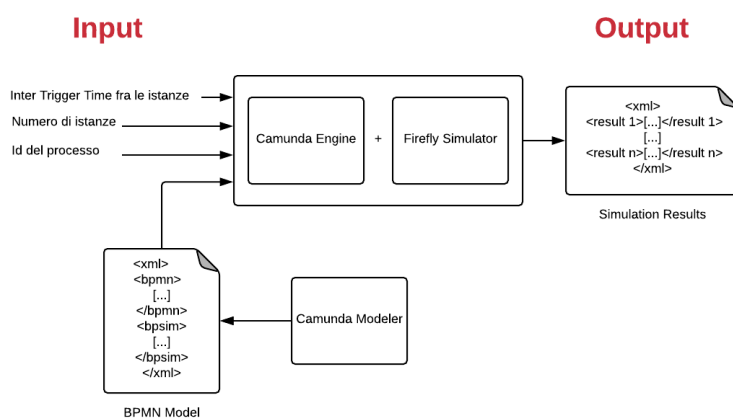 Input
Output
Inter Trigger Time fra le istanze
Numero di istanze
Id del processo
Camunda Engine
+
Firefly Simulator
<xml>
<result 1>[...]</result 1>
[...]
<result n>[...]</result n>
</xml>
Simulation Results
<xml>
<bpmn>
[...]
</bpmn>
<bpsim>
[...]
</bpsim>
</xml>
Camunda Modeler
BPMN Model